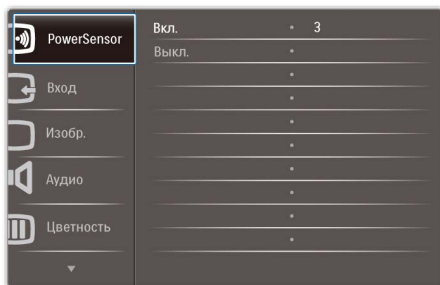 PowerSensor
Вкл. 3
Выкл.
Вход
Изобр.
Аудио
Цветность